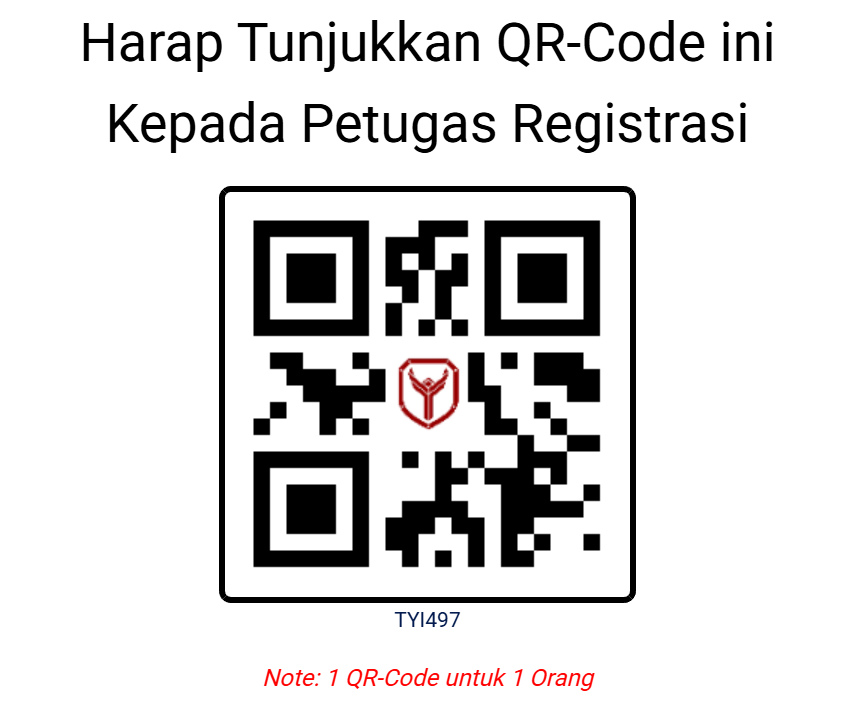 Harap Tunjukkan QR-Code ini
Kepada Petugas Registrasi
TYI497
Note: 1 QR-Code untuk 1 Orang